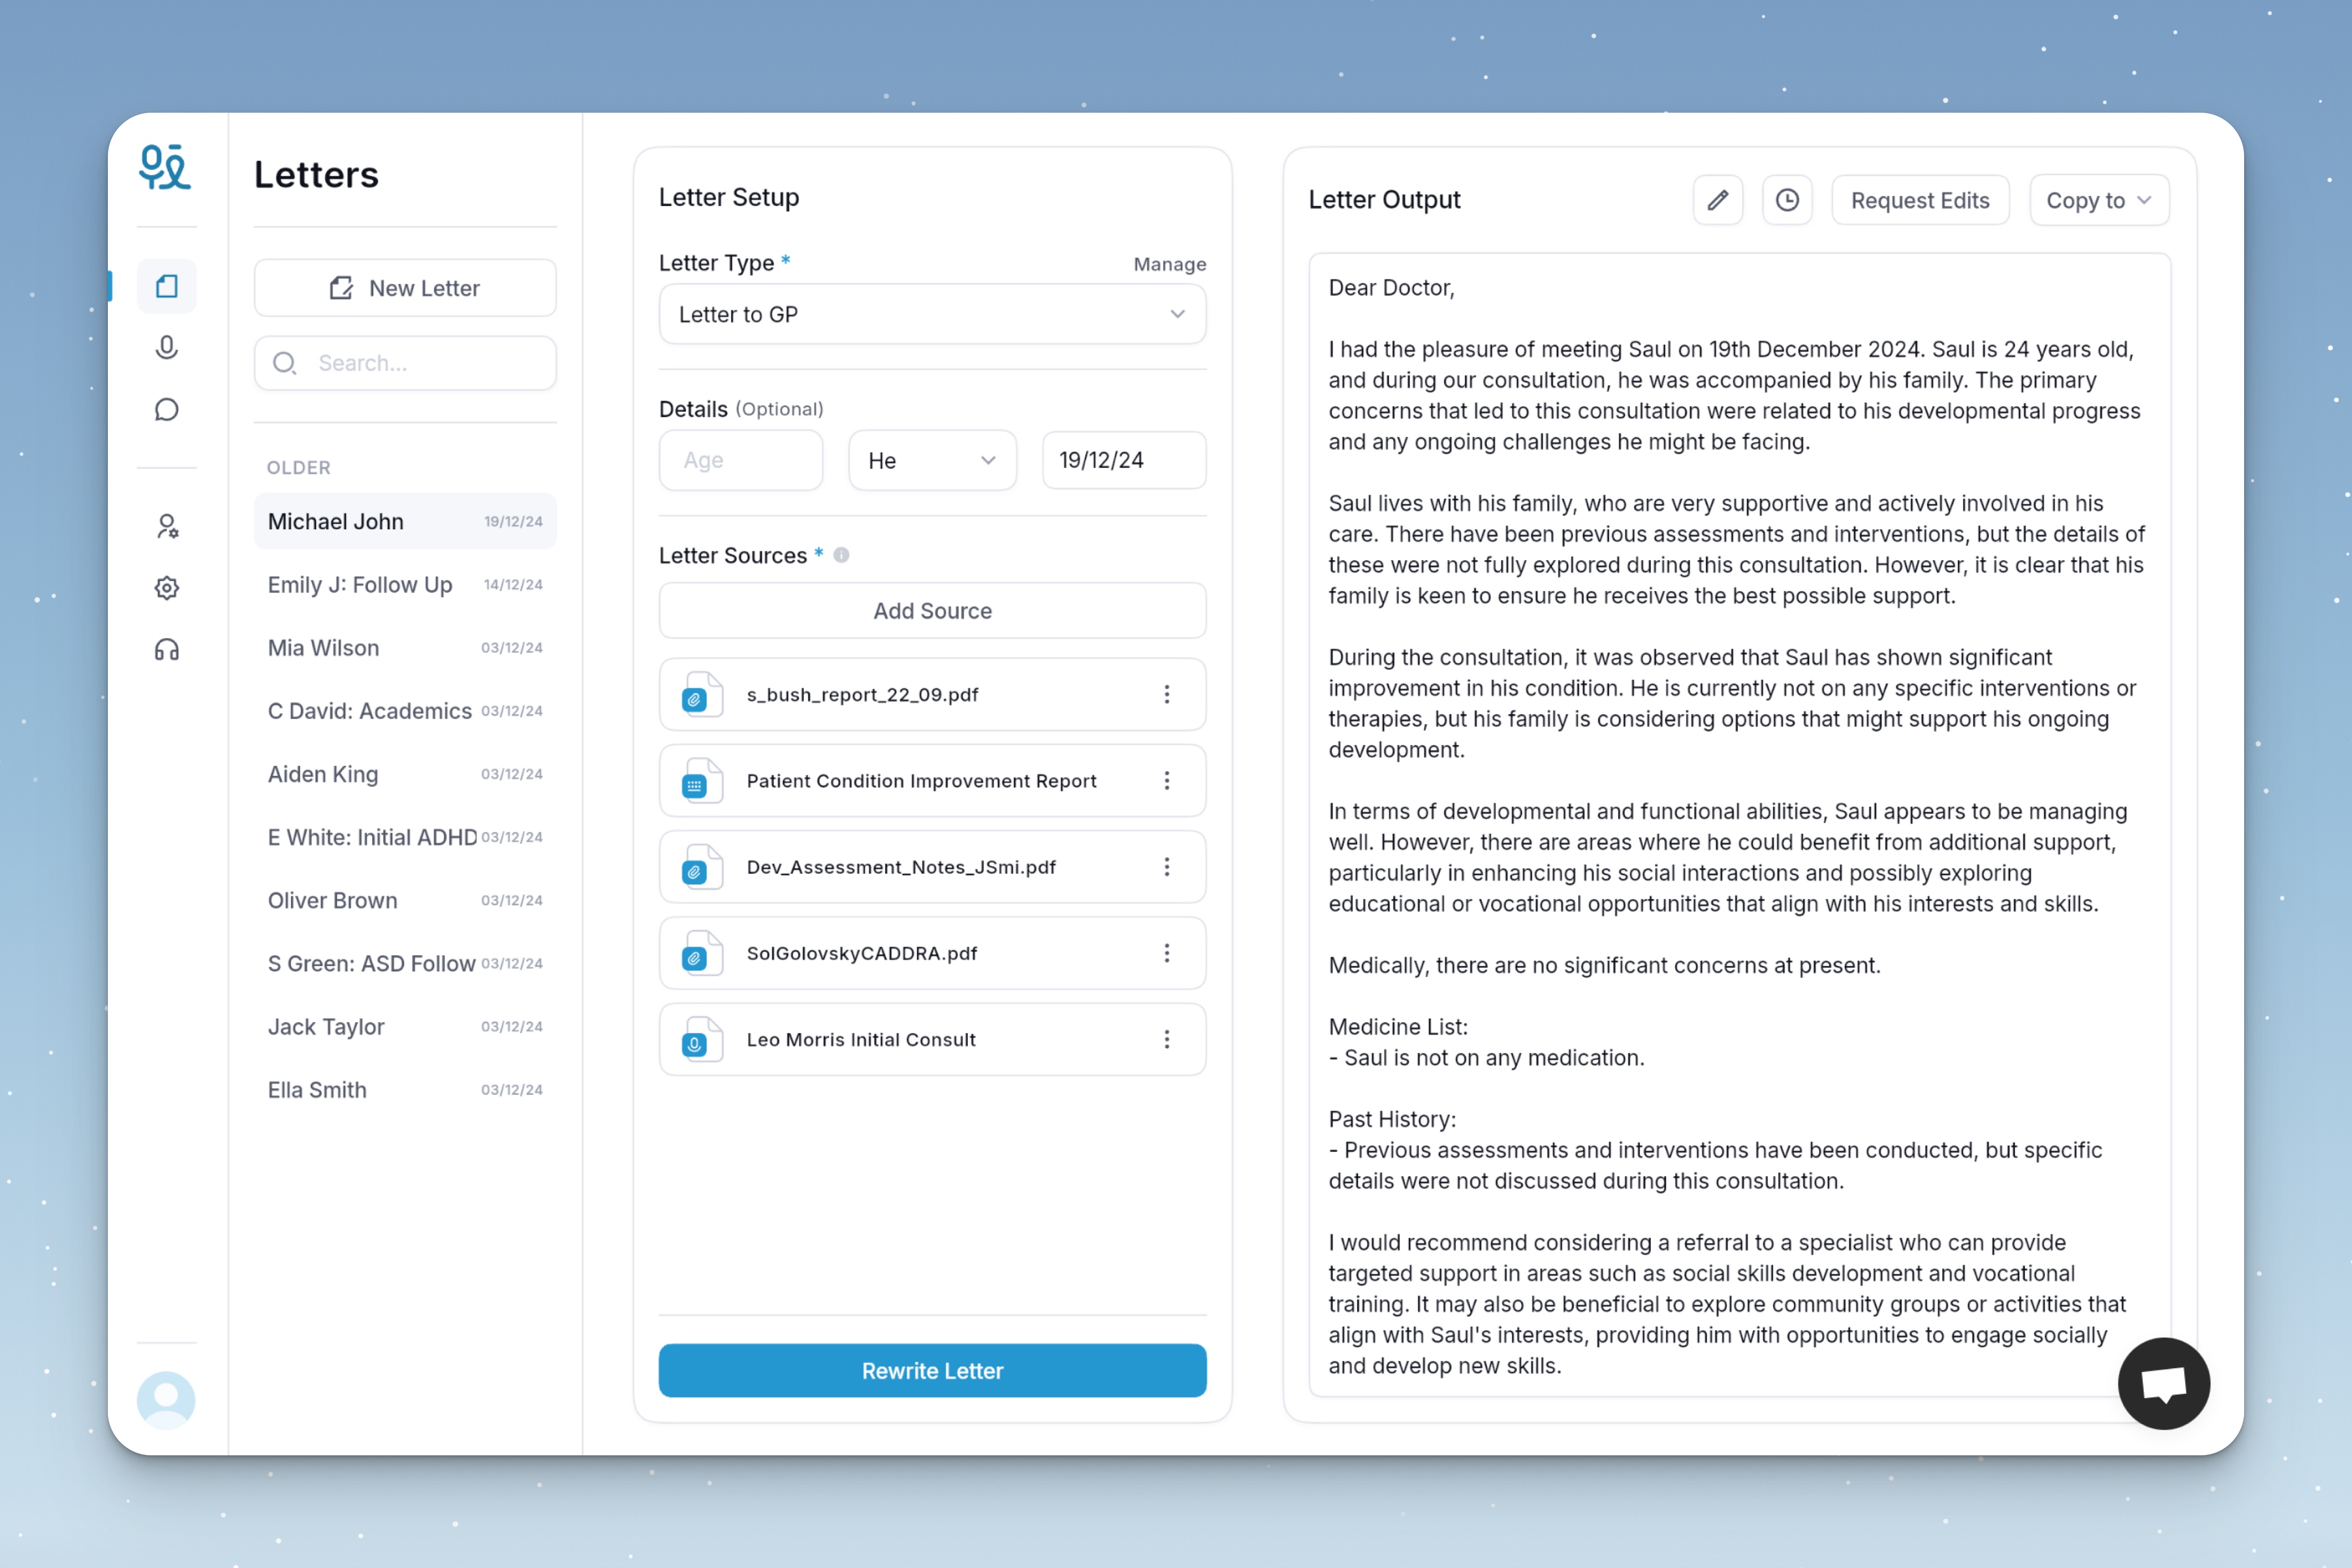 Letters
New Letter
Search...
OLDER
Michael John 19/12/24
Emily J: Follow Up 14/12/24
Mia Wilson 03/12/24
C David: Academics 03/12/24
Aiden King 03/12/24
E White: Initial ADHD 03/12/24
Oliver Brown 03/12/24
S Green: ASD Follow 03/12/24
Jack Taylor 03/12/24
Ella Smith 03/12/24
Letter Setup
Letter Type * Manage
Letter to GP
Details (Optional)
Age He 19/12/24
Letter Sources *
Add Source
s_bush_report_22_09.pdf
Patient Condition Improvement Report
Dev_Assessment_Notes_JSmi.pdf
SolGolovskyCADDRA.pdf
Leo Morris Initial Consult
Rewrite Letter
Letter Output Request Edits Copy to
Dear Doctor,
I had the pleasure of meeting Saul on 19th December 2024. Saul is 24 years old,
and during our consultation, he was accompanied by his family. The primary
concerns that led to this consultation were related to his developmental progress
and any ongoing challenges he might be facing.
Saul lives with his family, who are very supportive and actively involved in his
care. There have been previous assessments and interventions, but the details of
these were not fully explored during this consultation. However, it is clear that his
family is keen to ensure he receives the best possible support.
During the consultation, it was observed that Saul has shown significant
improvement in his condition. He is currently not on any specific interventions or
therapies, but his family is considering options that might support his ongoing
development.
In terms of developmental and functional abilities, Saul appears to be managing
well. However, there are areas where he could benefit from additional support,
particularly in enhancing his social interactions and possibly exploring
educational or vocational opportunities that align with his interests and skills.
Medically, there are no significant concerns at present.
Medicine List:
- Saul is not on any medication.
Past History:
- Previous assessments and interventions have been conducted, but specific
details were not discussed during this consultation.
I would recommend considering a referral to a specialist who can provide
targeted support in areas such as social skills development and vocational
training. It may also be beneficial to explore community groups or activities that
align with Saul's interests, providing him with opportunities to engage socially
and develop new skills.